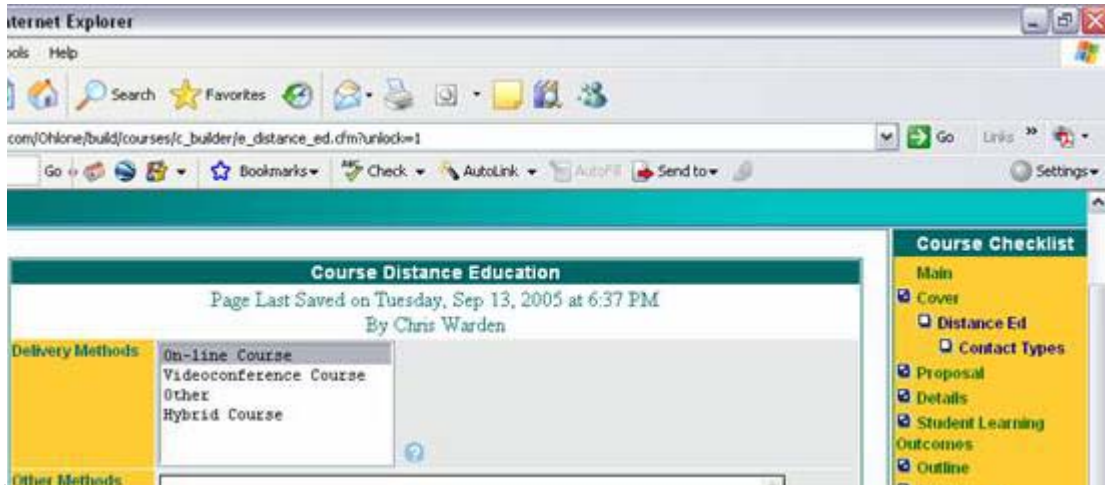 nternet Explorer
ools Help
Search Favorites
com/Ohlone/build/courses/c_builder/e_distance_ed.cfm?unlock=1
Go Links »
Go Bookmarks Check AutoLink AutoFill Send to Settings
Course Distance Education
Page Last Saved on Tuesday, Sep 13, 2005 at 6:37 PM
By Chris Warden
Delivery Methods
On-line Course
Videoconference Course
Other
Hybrid Course
Other Methods
Course Checklist
Main
Cover
Distance Ed
Contact Types
Proposal
Details
Student Learning
Outcomes
Outline